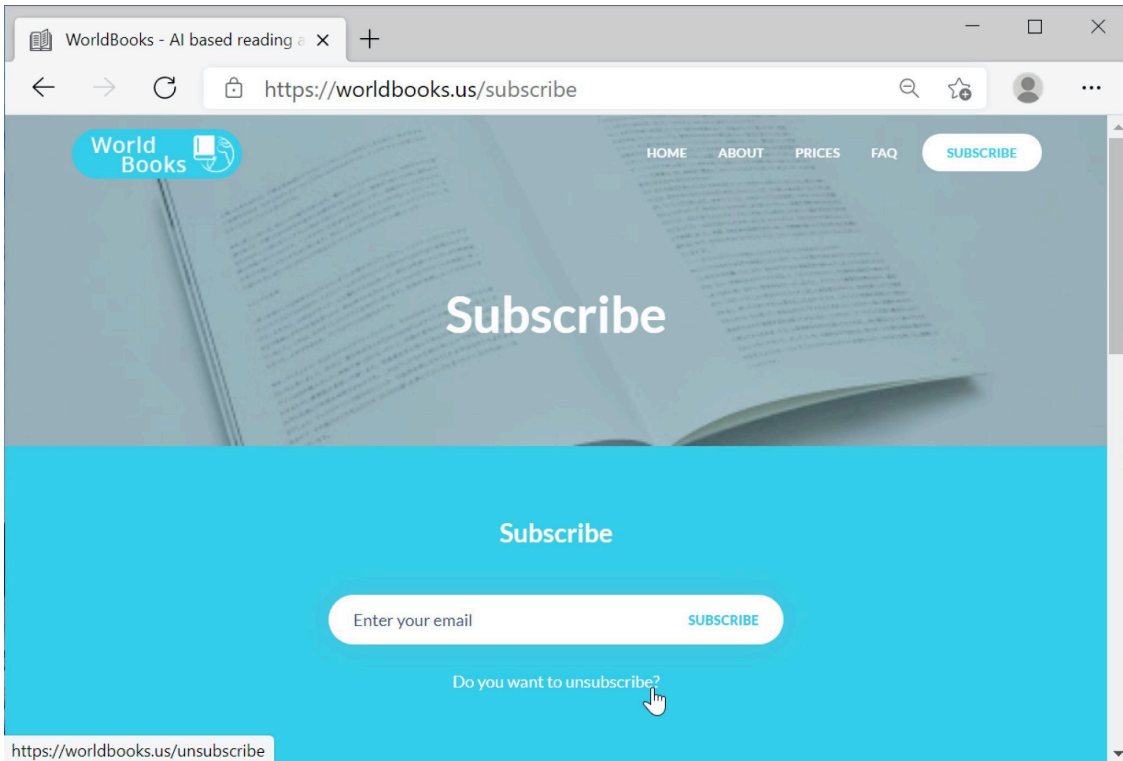 WorldBooks - AI based reading a
https://worldbooks.us/subscribe
World
Books
HOME ABOUT PRICES FAQ SUBSCRIBE
Subscribe
Subscribe
Enter your email SUBSCRIBE
Do you want to unsubscribe?
https://worldbooks.us/unsubscribe